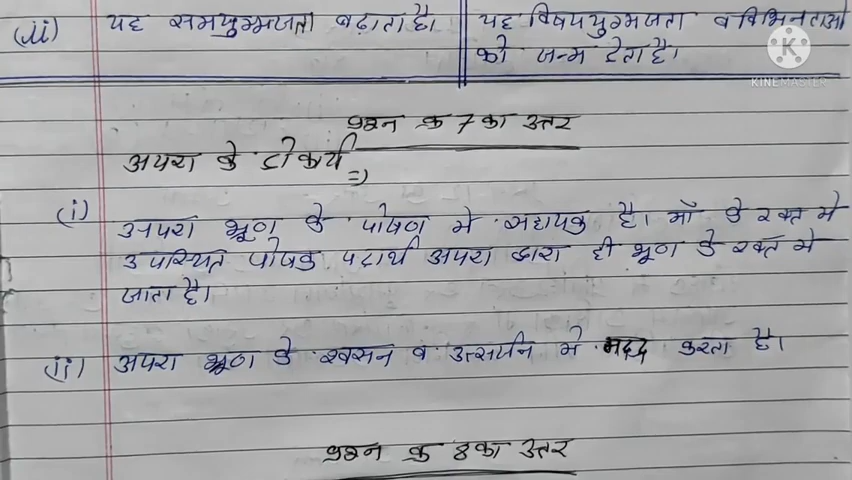 (iii) यह समयुग्मजता बढ़ाता है। यह विषमयुग्मजता व विभिनताओ
को जन्म देता है।
KINEMASTER
प्रश्न क्र 7 का उत्तर
अपरा के दो कार्य =>
(i) अपरा भ्रूण के पोषण मे सहायक है। माँ के रक्त मे
उपस्थित पोषक पदार्थ अपरा द्वारा ही भ्रूण के रक्त मे
जाता है।
(ii) अपरा भ्रूण के श्वसन व उत्सर्जन मे मदद करता है।
प्रश्न क्र 8 का उत्तर